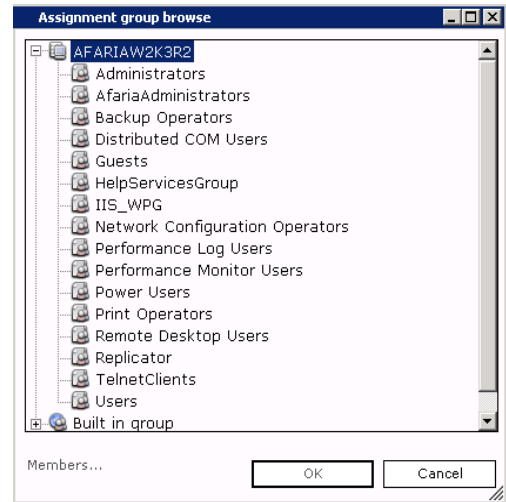 Assignment group browse
AFARIAW2K3R2
Administrators
AfariaAdministrators
Backup Operators
Distributed COM Users
Guests
HelpServicesGroup
IIS_WPG
Network Configuration Operators
Performance Log Users
Performance Monitor Users
Power Users
Print Operators
Remote Desktop Users
Replicator
TelnetClients
Users
Built in group
Members...
OK
Cancel